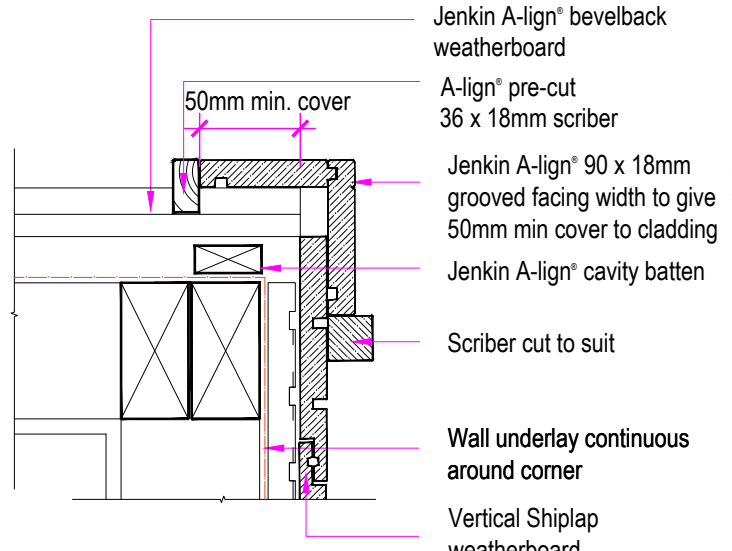 Jenkin A-lign® bevelback
weatherboard
A-lign® pre-cut
36 x 18mm scriber
50mm min. cover
Jenkin A-lign® 90 x 18mm
grooved facing width to give
50mm min cover to cladding
Jenkin A-lign® cavity batten
Scriber cut to suit
Wall underlay continuous
around corner
Vertical Shiplap
weatherboard